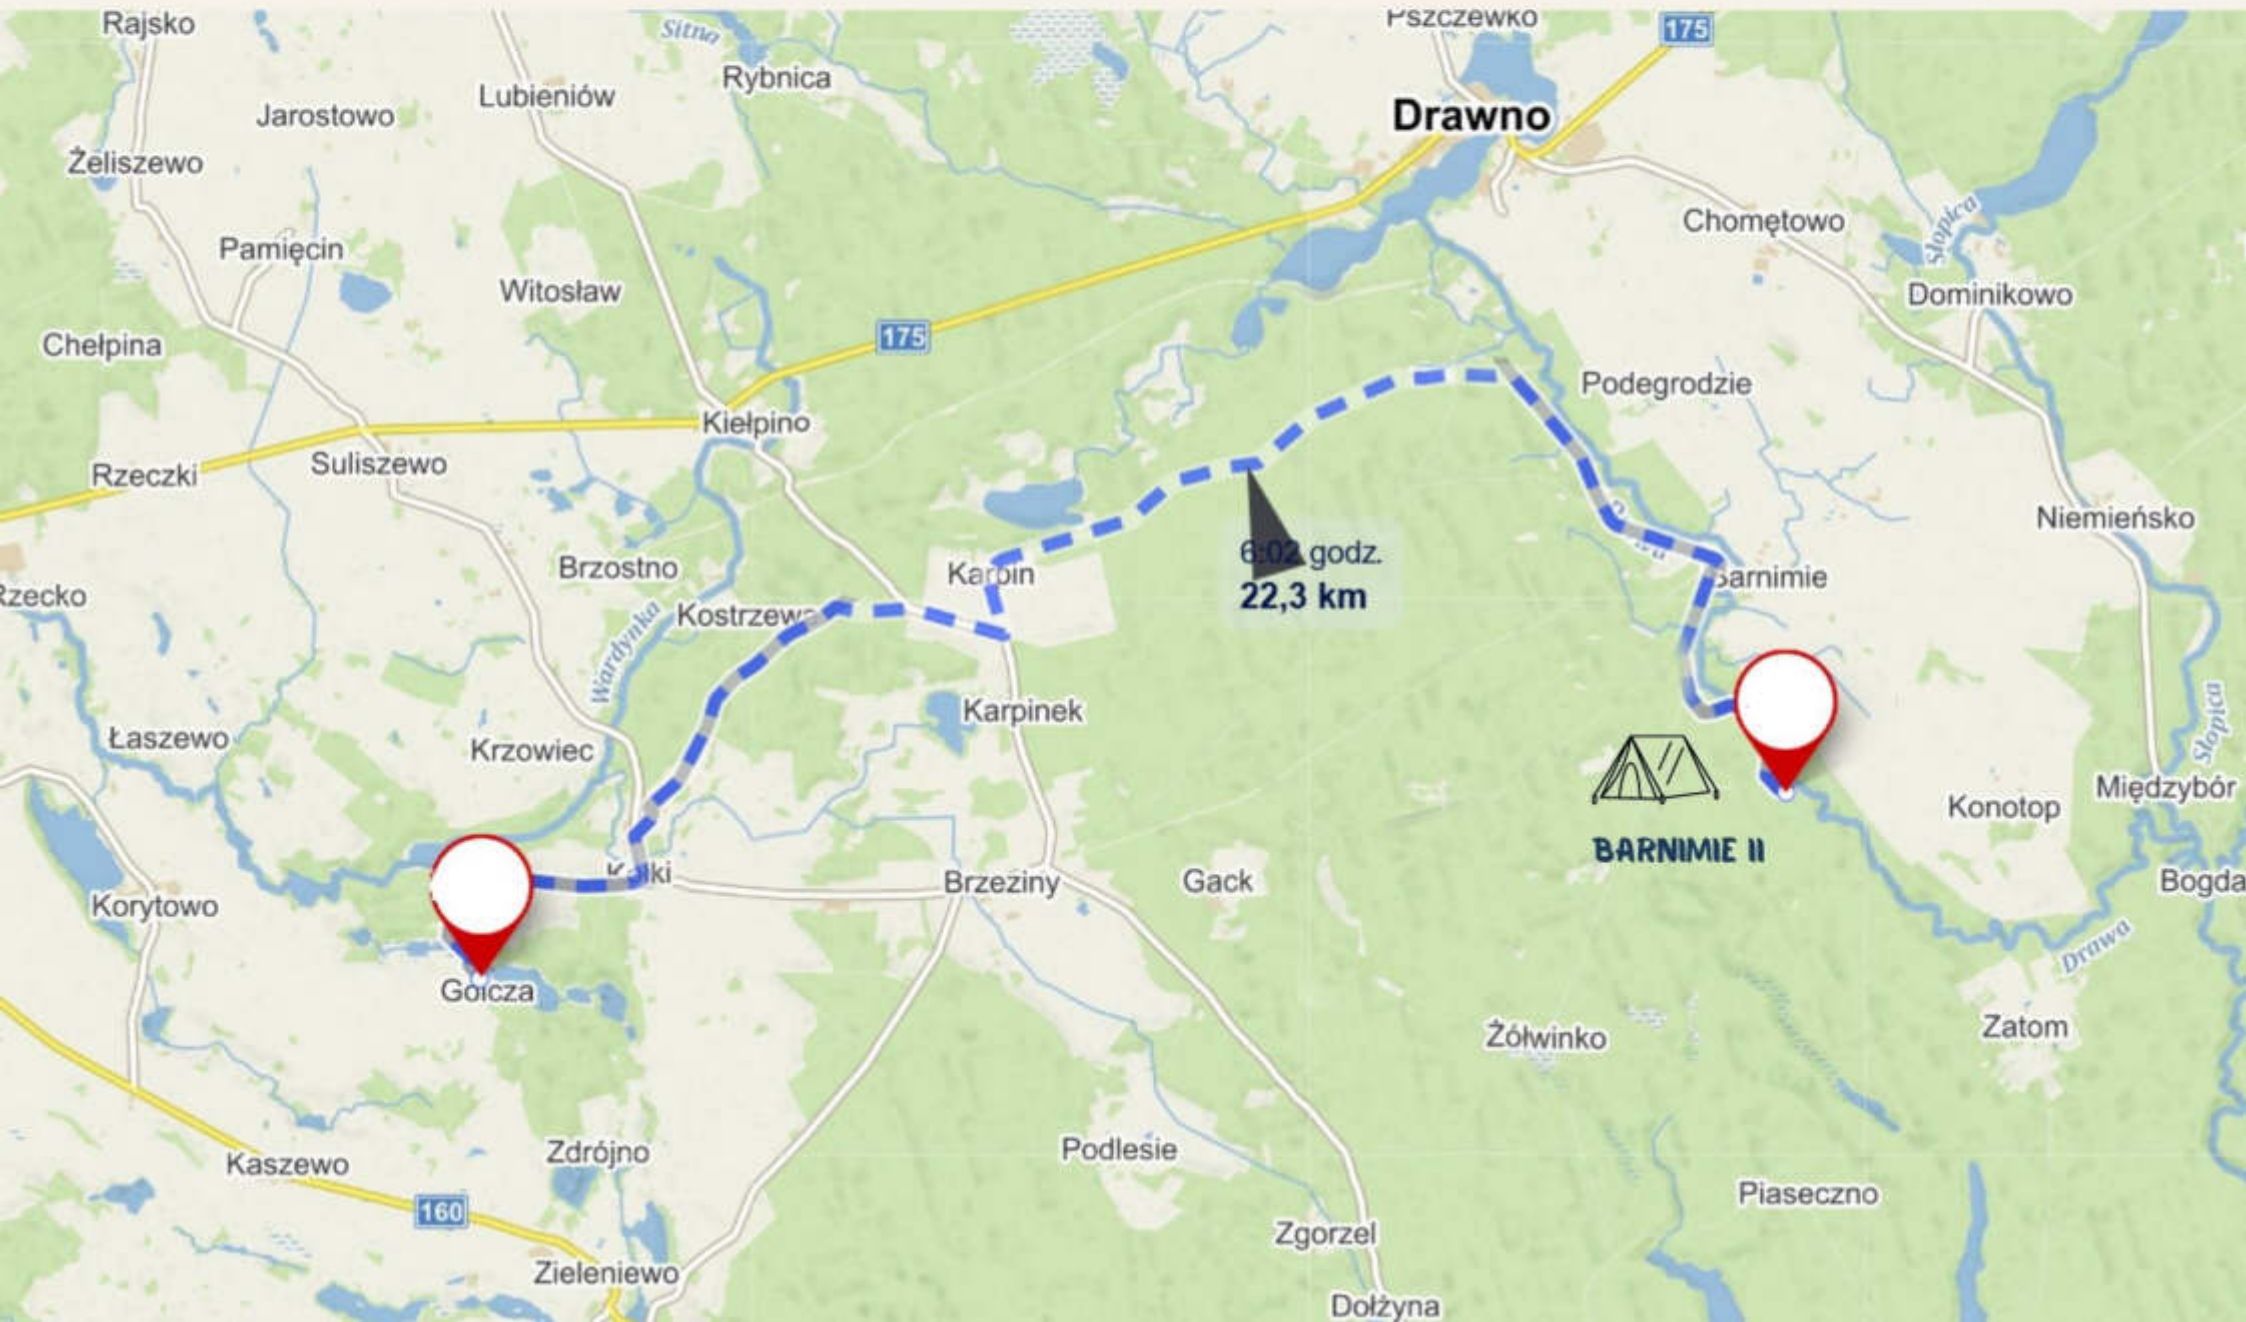 Rajsko
Sitna
Pszczewko
175
Rybnica
Lubieniów
Jarostowo
Drawno
Żeliszewo
Chomętowo
Słopica
Pamięcin
Witosław
Dominikowo
175
Chełpina
Podegrodzie
Kiełpino
Suliszewo
Rzeczki
Niemieńsko
6:02 godz.
22,3 km
Brzostno
Karpin
Barnimie
Rzecko
Kostrzewa
Wardynka
Karpinek
Słopica
Łaszewo
Krzowiec
Międzybór
Konotop
BARNIMIE II
Kołki
Brzeziny
Gack
Bogda
Korytowo
Drawa
Golcza
Zatom
Żółwinko
Zdrójno
Podlesie
Kaszewo
Piaseczno
160
Zgorzel
Zieleniewo
Dołżyna